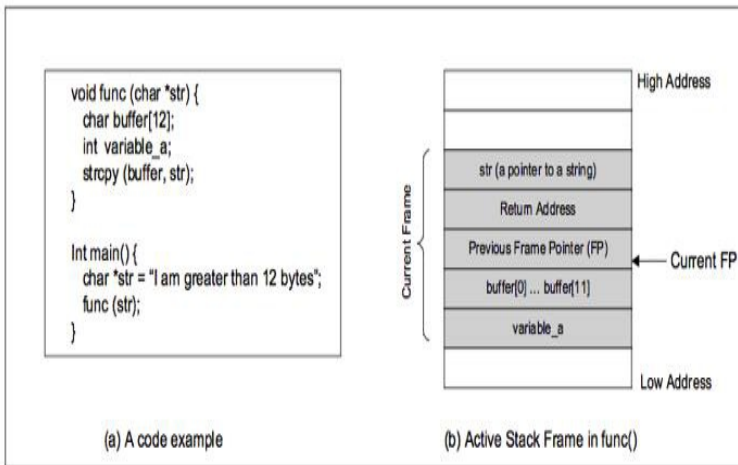 void func (char *str) {
char buffer[12];
int variable_a;
strcpy (buffer, str);
}
Int main() {
char *str = "I am greater than 12 bytes";
func (str);
}
(a) A code example
High Address
str (a pointer to a string)
Return Address
Previous Frame Pointer (FP)
buffer[0] ... buffer[11]
variable_a
Current Frame
Current FP
Low Address
(b) Active Stack Frame in func()